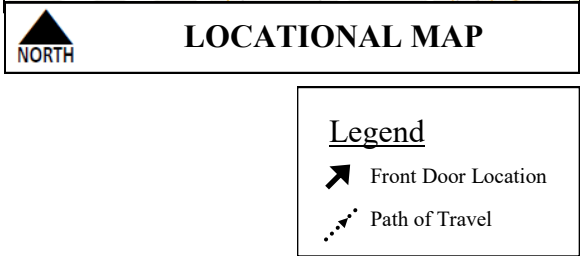 NORTH
LOCATIONAL MAP
Legend
Front Door Location
Path of Travel